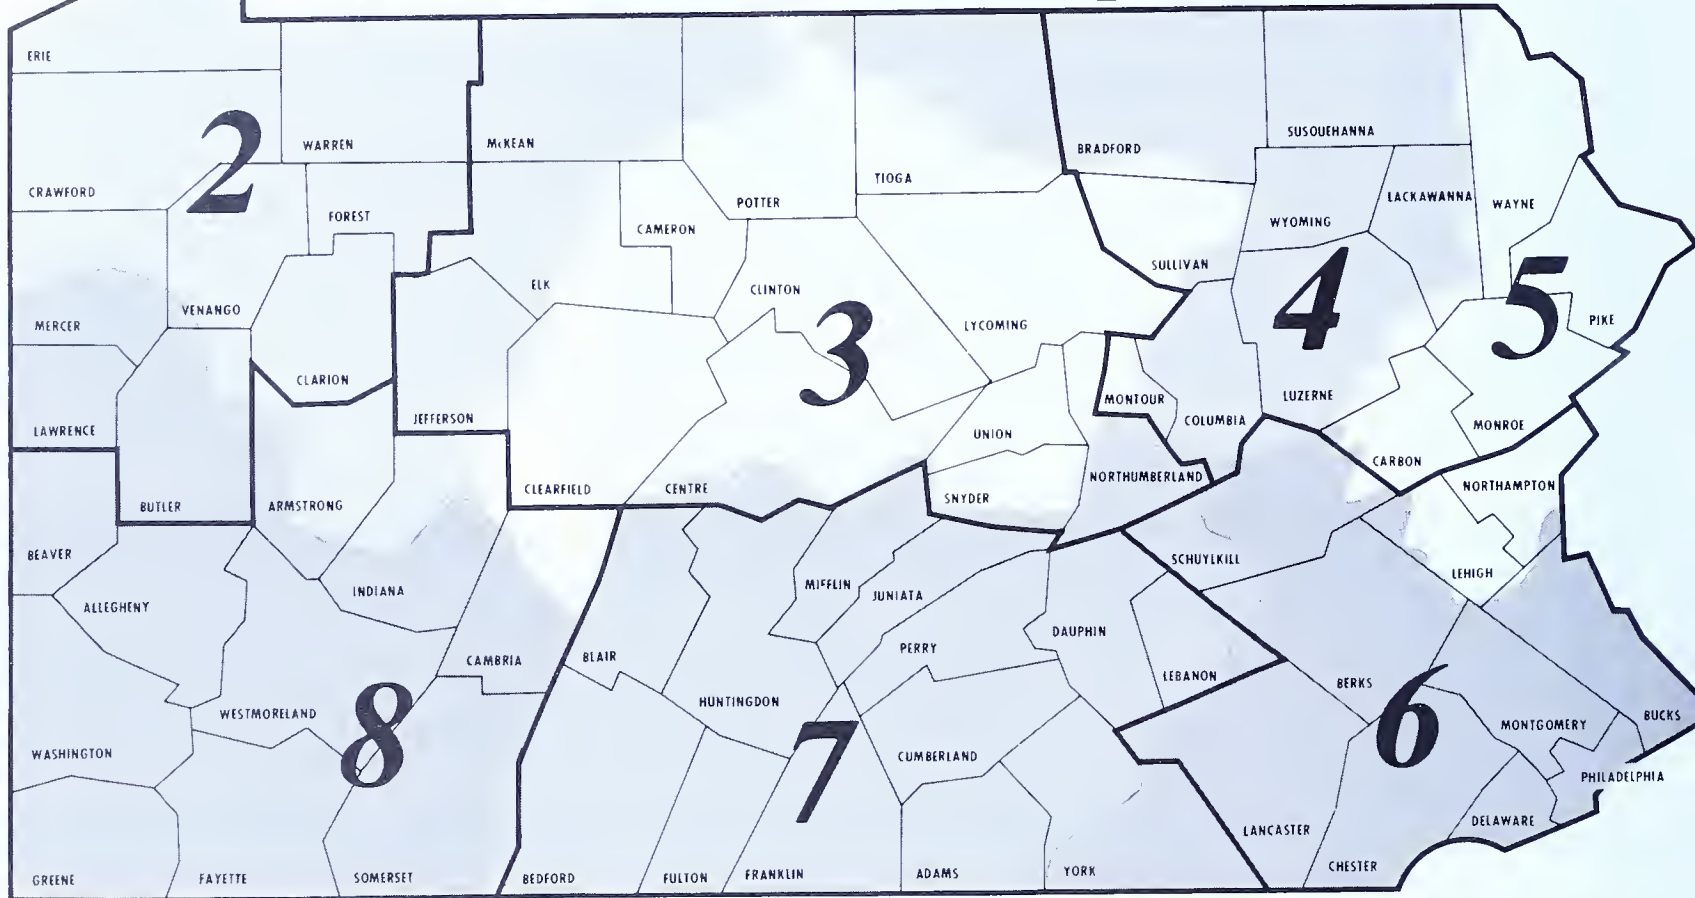 ERIE
2
WARREN
McKEAN
CRAWFORD
FOREST
POTTER
TIOGA
BRADFORD
SUSQUEHANNA
LACKAWANNA
WAYNE
WYOMING
CAMERON
SULLIVAN
ELK
CLINTON
4
5
VENANGO
MERCER
3
LYCOMING
PIKE
CLARION
LUZERNE
MONTOUR
JEFFERSON
COLUMBIA
MONROE
LAWRENCE
UNION
CARBON
NORTHUMBERLAND
NORTHAMPTON
CLEARFIELD
CENTRE
SNYDER
BUTLER
ARMSTRONG
BEAVER
SCHUYLKILL
LEHIGH
MIFFLIN
JUNIATA
INDIANA
ALLEGHENY
DAUPHIN
PERRY
BLAIR
CAMBRIA
LEBANON
BERKS
HUNTINGDON
WESTMORELAND
8
6
MONTGOMERY
BUCKS
WASHINGTON
7
CUMBERLAND
PHILADELPHIA
DELAWARE
LANCASTER
CHESTER
GREENE
FAYETTE
SOMERSET
BEDFORD
FULTON
FRANKLIN
ADAMS
YORK